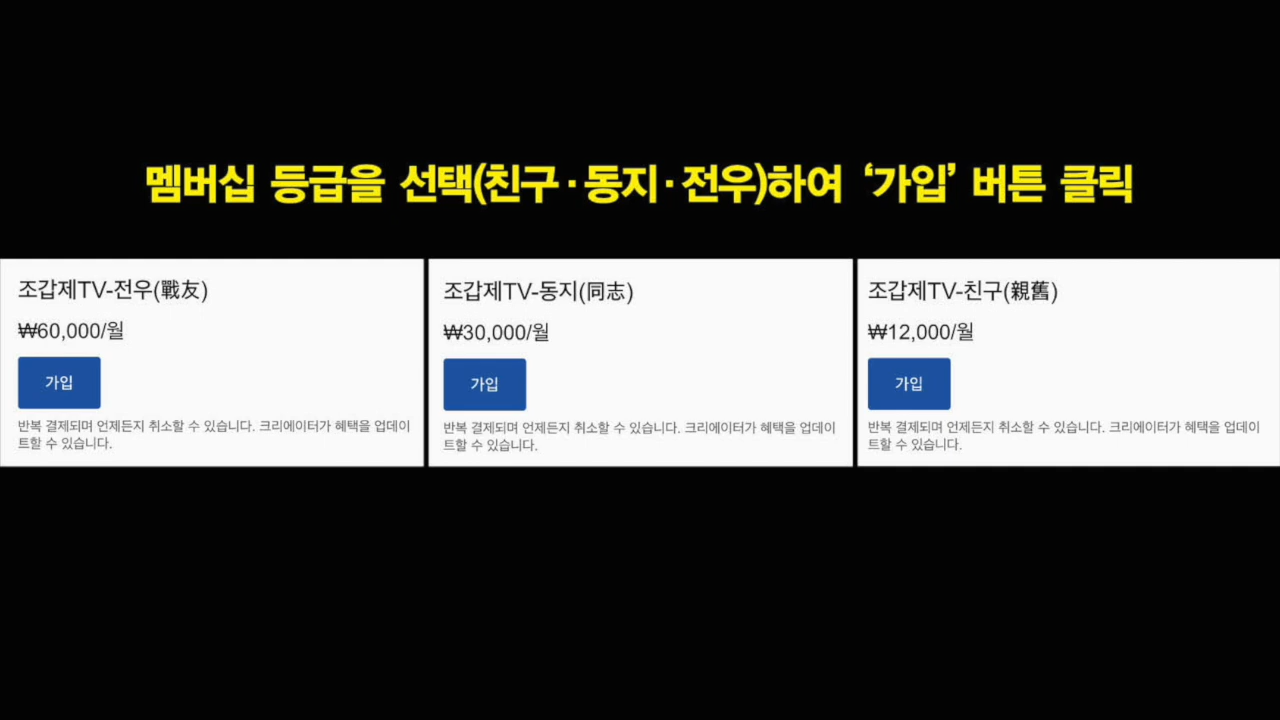 멤버십 등급을 선택(친구·동지·전우)하여 ‘가입’ 버튼 클릭
조갑제TV-전우(戰友)
₩60,000/월
가입
반복 결제되며 언제든지 취소할 수 있습니다. 크리에이터가 혜택을 업데이
트할 수 있습니다.
조갑제TV-동지(同志)
₩30,000/월
가입
반복 결제되며 언제든지 취소할 수 있습니다. 크리에이터가 혜택을 업데이
트할 수 있습니다.
조갑제TV-친구(親舊)
₩12,000/월
가입
반복 결제되며 언제든지 취소할 수 있습니다. 크리에이터가 혜택을 업데이
트할 수 있습니다.